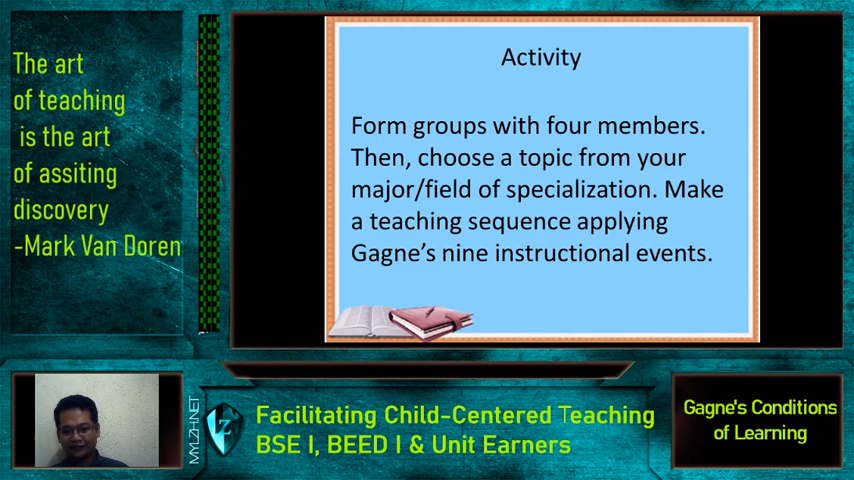 The art
of teaching
is the art
of assiting
discovery
-Mark Van Doren
Activity
Form groups with four members.
Then, choose a topic from your
major/field of specialization. Make
a teaching sequence applying
Gagne’s nine instructional events.
MYLZH.NET
LZ
Facilitating Child-Centered Teaching
BSE I, BEED I & Unit Earners
Gagne's Conditions
of Learning